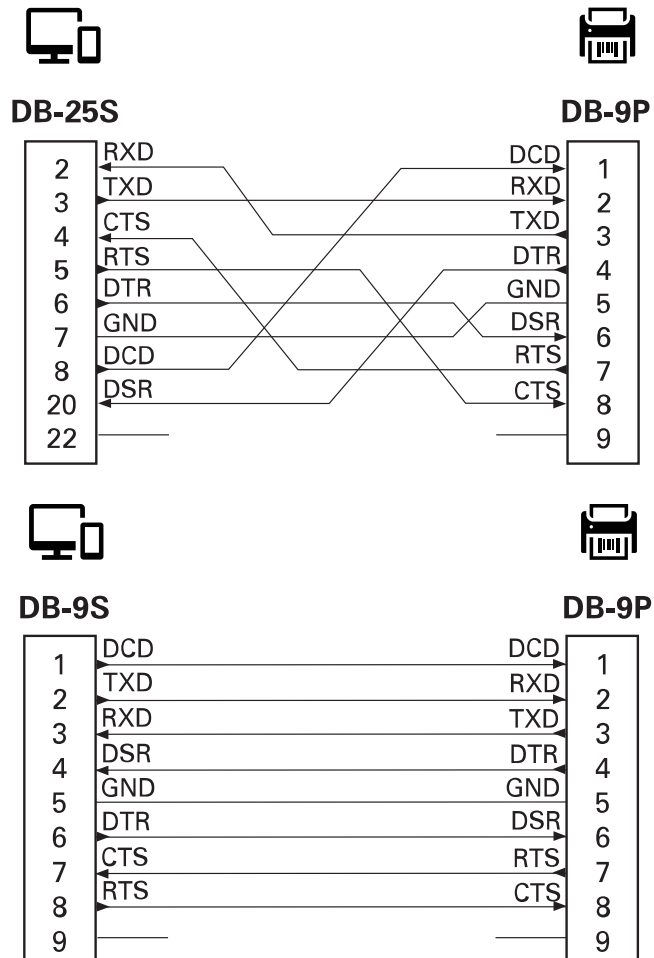 DB-25S DB-9P
2 RXD DCD 1
3 TXD RXD 2
4 CTS TXD 3
5 RTS DTR 4
6 DTR GND 5
7 GND DSR 6
8 DCD RTS 7
20 DSR CTS 8
22 9
DB-9S DB-9P
1 DCD DCD 1
2 TXD RXD 2
3 RXD TXD 3
4 DSR DTR 4
5 GND GND 5
6 DTR DSR 6
7 CTS RTS 7
8 RTS CTS 8
9 9